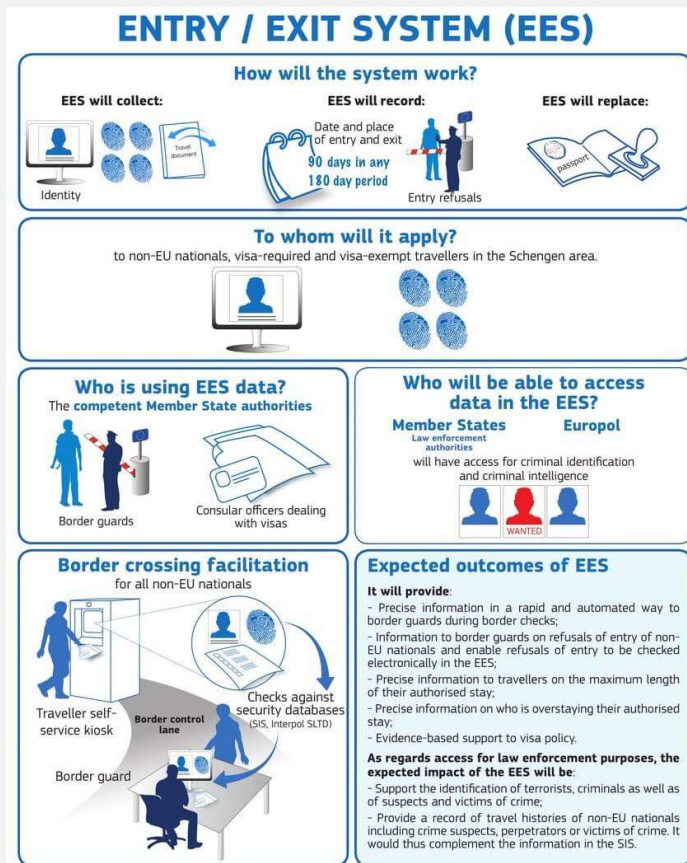 ENTRY / EXIT SYSTEM (EES)
How will the system work?
EES will collect:
Travel
document
Identity
EES will record:
Date and place
of entry and exit
90 days in any
180 day period
Entry refusals
EES will replace:
passport
To whom will it apply?
to non-EU nationals, visa-required and visa-exempt travellers in the Schengen area.
Who is using EES data?
The competent Member State authorities
Border guards
Consular officers dealing
with visas
Who will be able to access
data in the EES?
Member States
Law enforcement
authorities
Europol
will have access for criminal identification
and criminal intelligence
WANTED
Border crossing facilitation
for all non-EU nationals
Traveller self-
service kiosk
Border control
lane
Checks against
security databases
(SIS, Interpol SLTD)
Border guard
Expected outcomes of EES
It will provide:
- Precise information in a rapid and automated way to
border guards during border checks;
- Information to border guards on refusals of entry of non-
EU nationals and enable refusals of entry to be checked
electronically in the EES;
- Precise information to travellers on the maximum length
of their authorised stay;
- Precise information on who is overstaying their authorised
stay;
- Evidence-based support to visa policy.
As regards access for law enforcement purposes, the
expected impact of the EES will be:
- Support the identification of terrorists, criminals as well as
of suspects and victims of crime;
- Provide a record of travel histories of non-EU nationals
including crime suspects, perpetrators or victims of crime. It
would thus complement the information in the SIS.